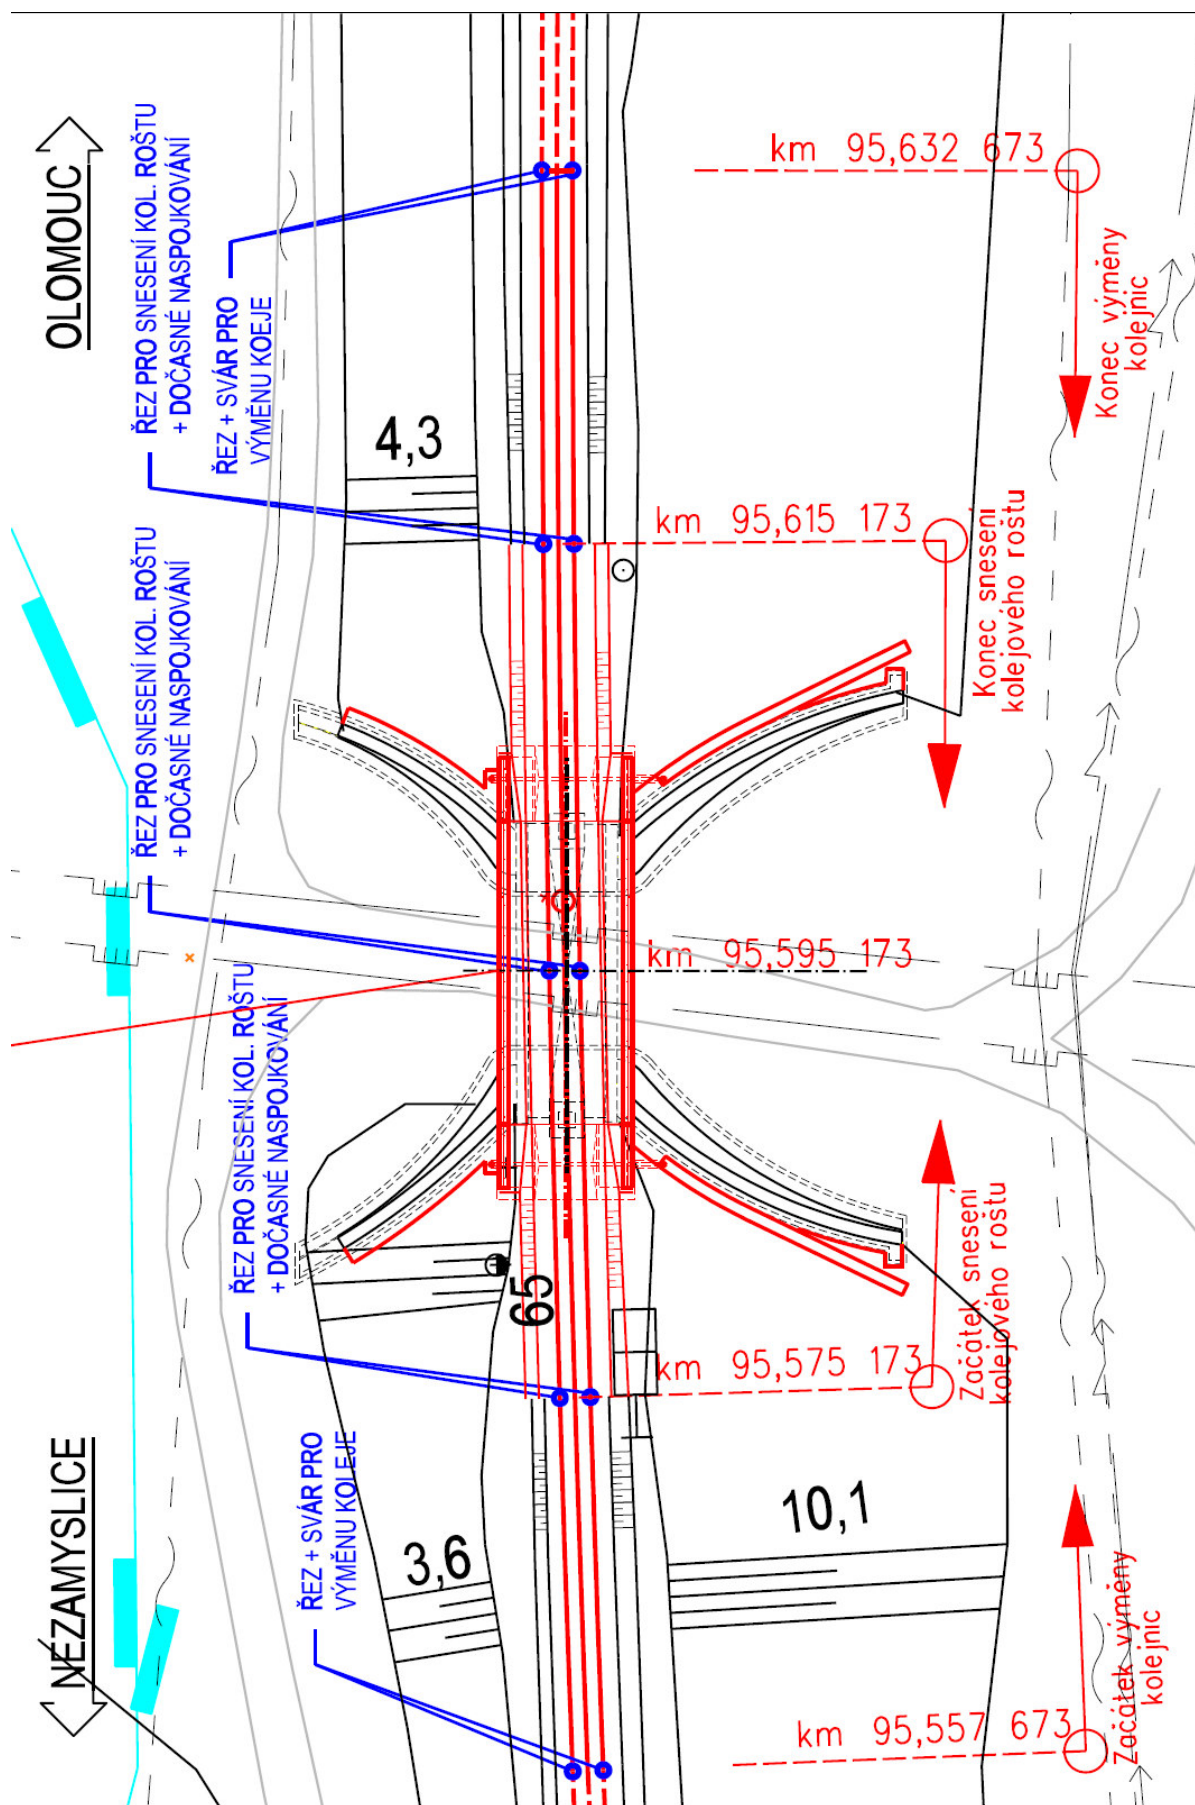 OLOMOUC
ŘEZ PRO SNESENÍ KOL. ROŠTU
+ DOČASNÉ NASPOJKOVÁNÍ
ŘEZ + SVÁR PRO
VÝMĚNU KOEJE
km 95,632 673
Konec výměny
kolejnic
4,3
km 95,615 173
Konec snesení
kolejového roštu
ŘEZ PRO SNESENÍ KOL. ROŠTU
+ DOČASNÉ NASPOJKOVÁNÍ
km 95,595 173
ŘEZ PRO SNESENÍ KOL. ROŠTU
+ DOČASNÉ NASPOJKOVÁNÍ
65
km 95,575 173
Začátek snesení
kolejového roštu
NEZAMYSLICE
ŘEZ + SVÁR PRO
VÝMĚNU KOLEJE
3,6
10,1
km 95,557 673
Začátek výměny
kolejnic